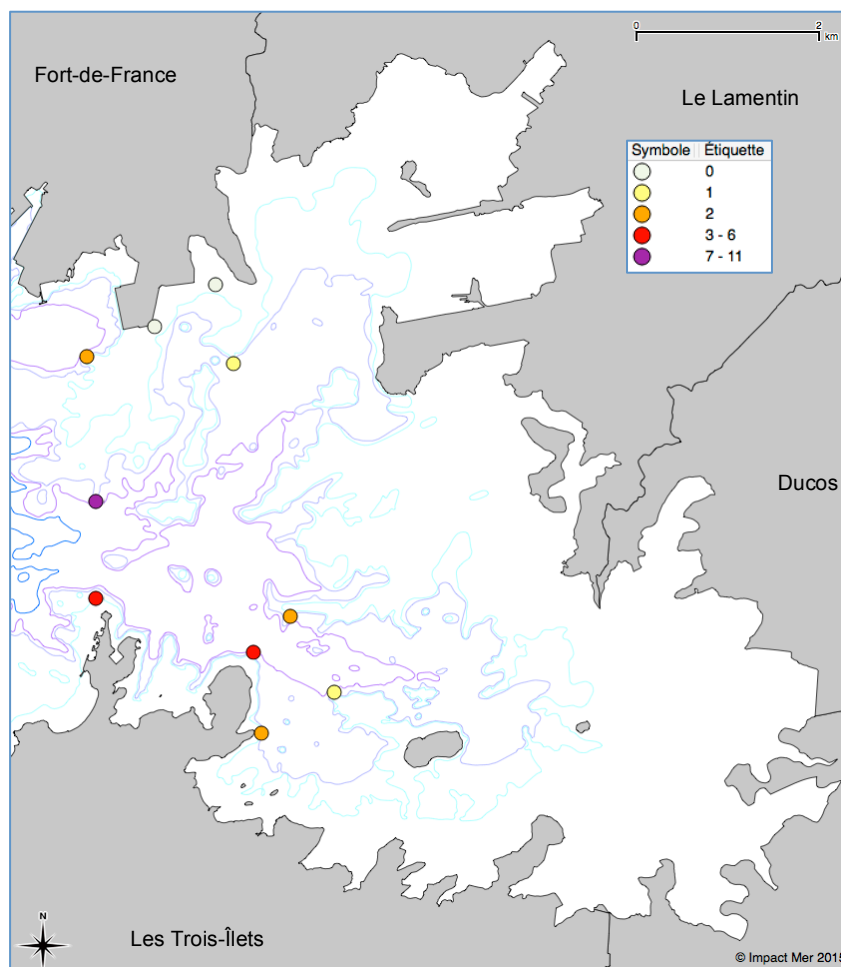 0 2
km
Fort-de-France
Le Lamentin
Symbole Étiquette
0
1
2
3 - 6
7 - 11
Ducos
N
Les Trois-Îlets
© Impact Mer 2015